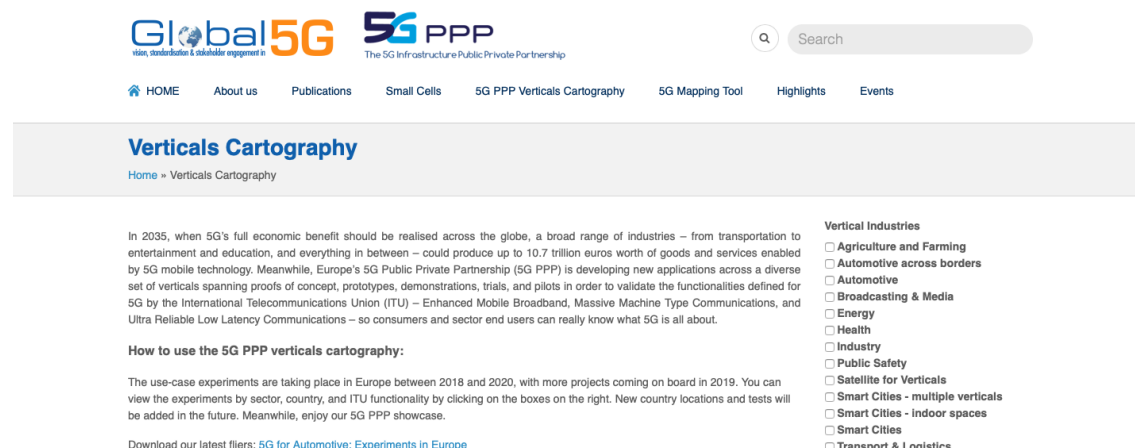 Global 5G
vision, standardisation & stakeholder engagement in
5G PPP
The 5G Infrastructure Public Private Partnership
Search
HOME
About us
Publications
Small Cells
5G PPP Verticals Cartography
5G Mapping Tool
Highlights
Events
Verticals Cartography
Home » Verticals Cartography
In 2035, when 5G's full economic benefit should be realised across the globe, a broad range of industries – from transportation to
entertainment and education, and everything in between – could produce up to 10.7 trillion euros worth of goods and services enabled
by 5G mobile technology. Meanwhile, Europe's 5G Public Private Partnership (5G PPP) is developing new applications across a diverse
set of verticals spanning proofs of concept, prototypes, demonstrations, trials, and pilots in order to validate the functionalities defined for
5G by the International Telecommunications Union (ITU) – Enhanced Mobile Broadband, Massive Machine Type Communications, and
Ultra Reliable Low Latency Communications – so consumers and sector end users can really know what 5G is all about.
How to use the 5G PPP verticals cartography:
The use-case experiments are taking place in Europe between 2018 and 2020, with more projects coming on board in 2019. You can
view the experiments by sector, country, and ITU functionality by clicking on the boxes on the right. New country locations and tests will
be added in the future. Meanwhile, enjoy our 5G PPP showcase.
Download our latest fliers: 5G for Automotive; Experiments in Europe
Vertical Industries
Agriculture and Farming
Automotive across borders
Automotive
Broadcasting & Media
Energy
Health
Industry
Public Safety
Satellite for Verticals
Smart Cities - multiple verticals
Smart Cities - indoor spaces
Smart Cities
Transport & Logistics